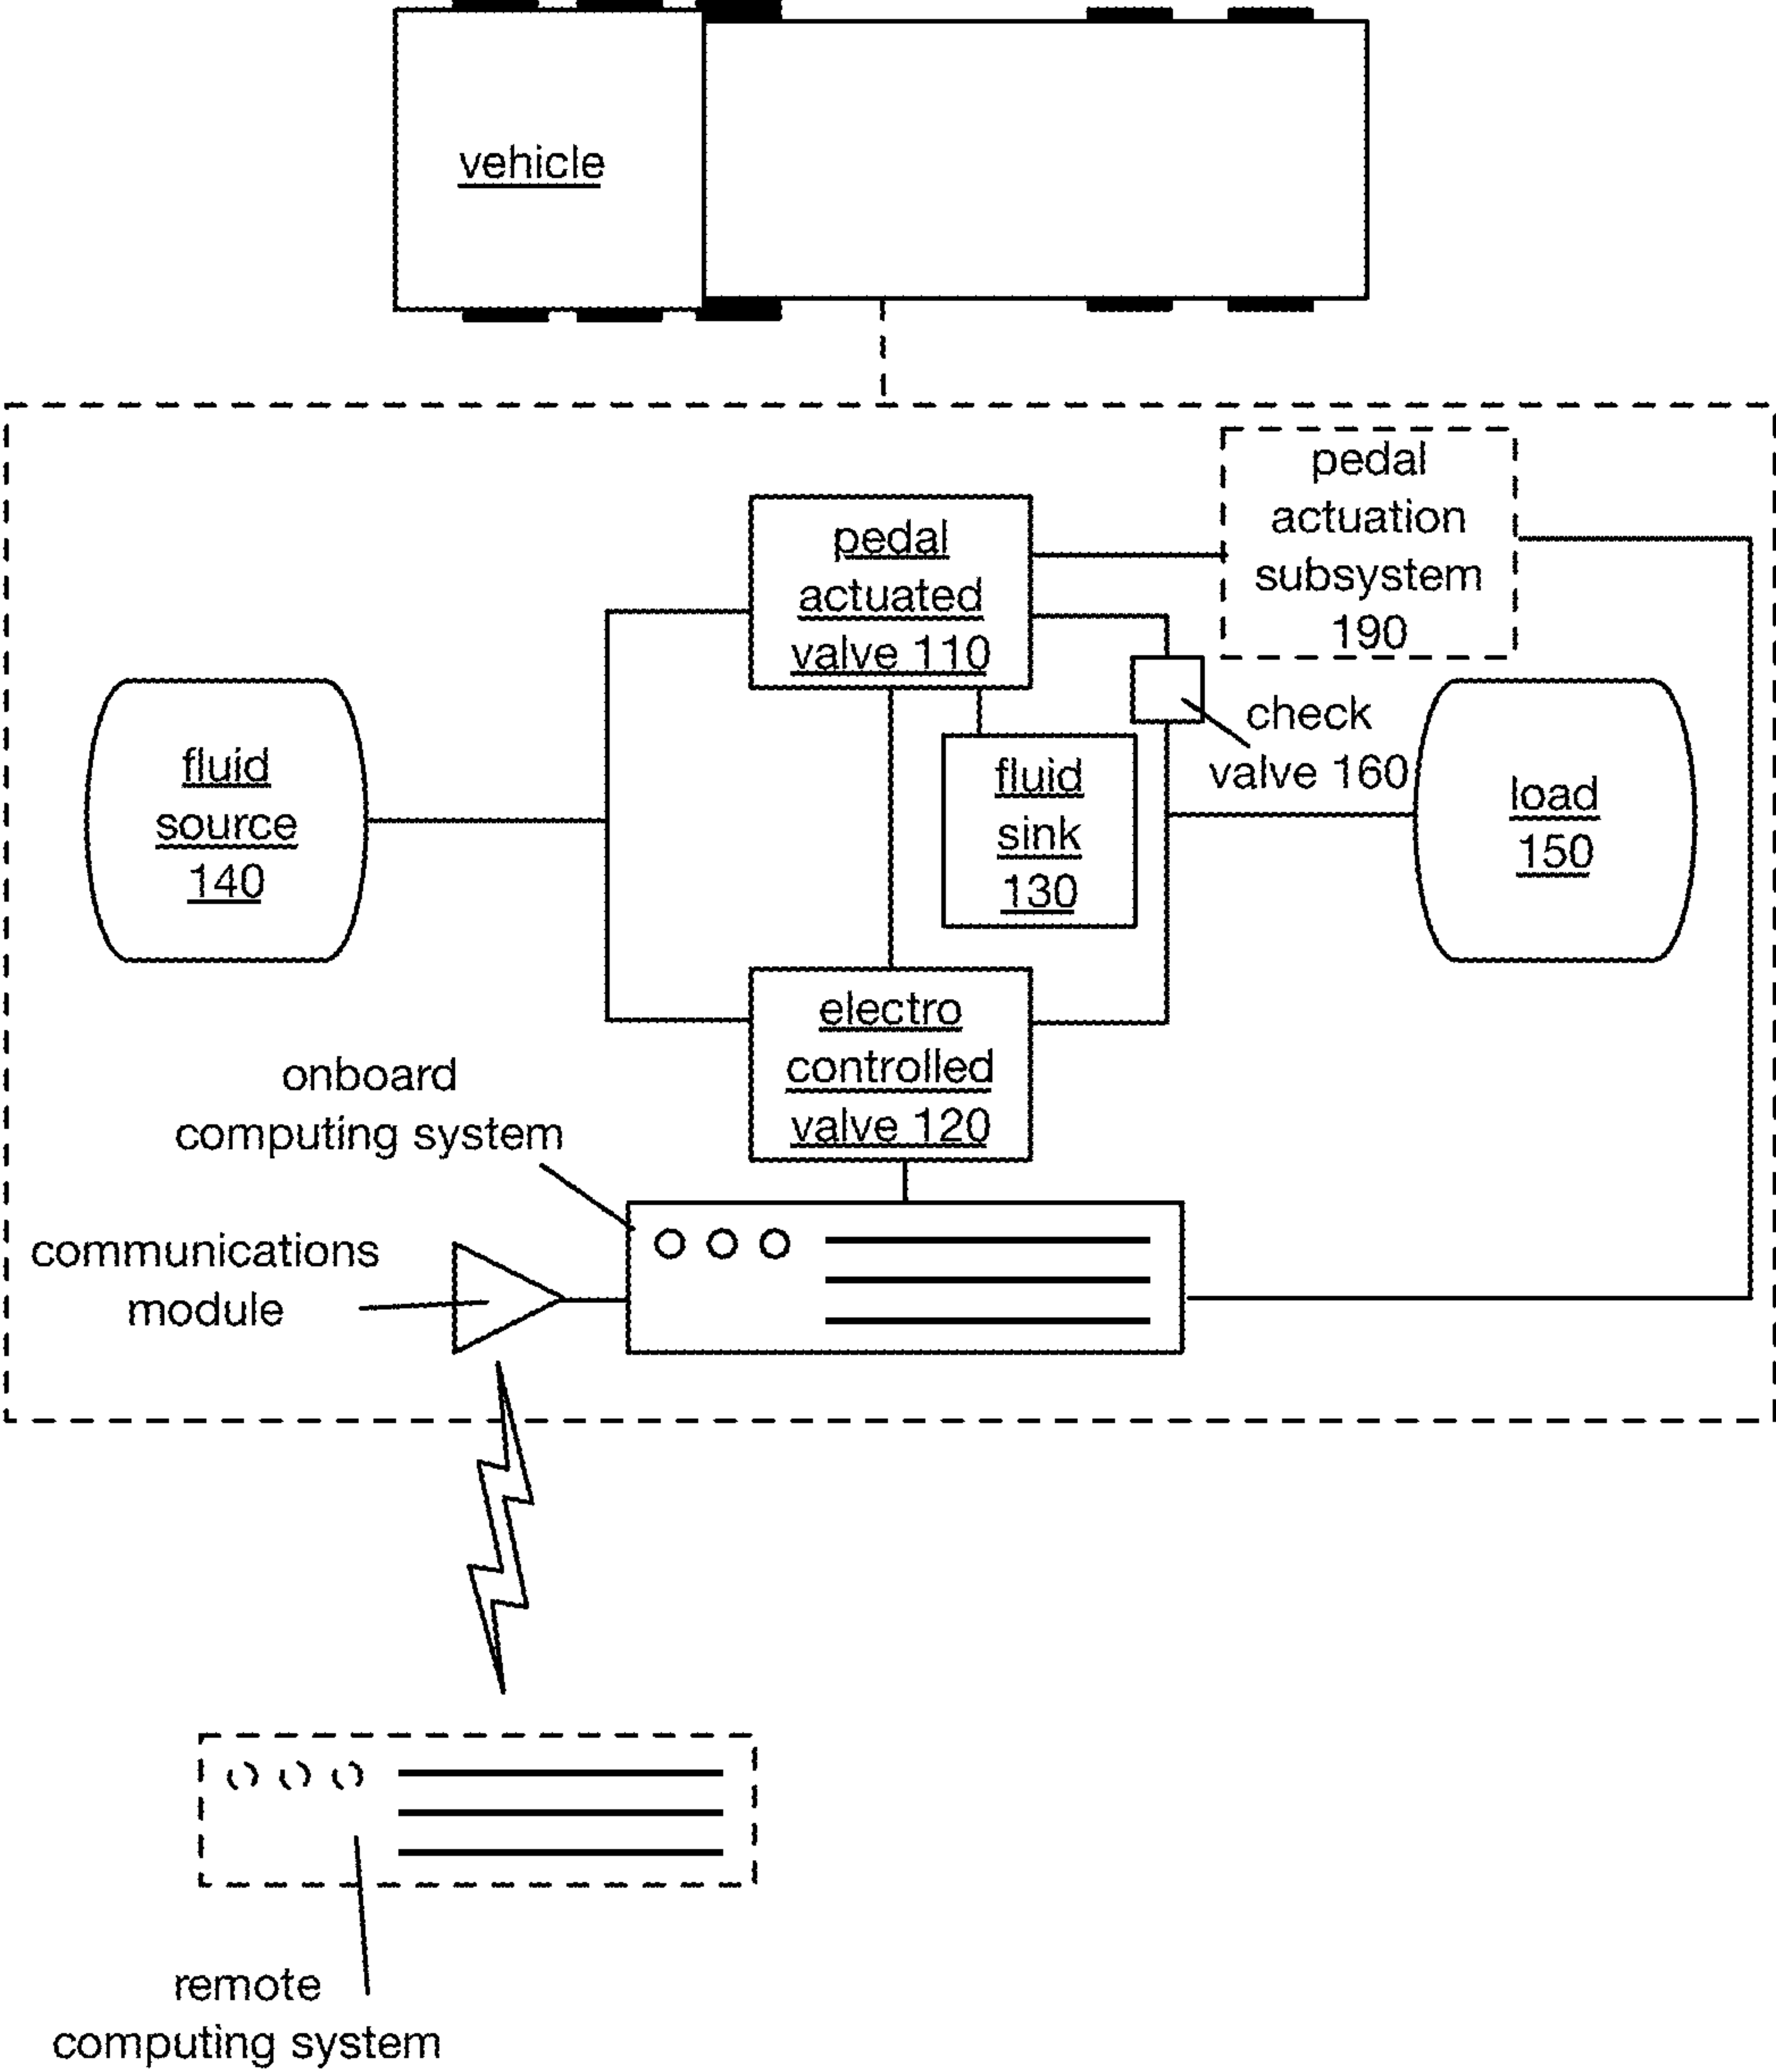 vehicle
pedal
actuation
subsystem
190
pedal
actuated
valve 110
check
valve 160
fluid
source
140
fluid
sink
130
load
150
electro
controlled
valve 120
onboard
computing system
communications
module
remote
computing system